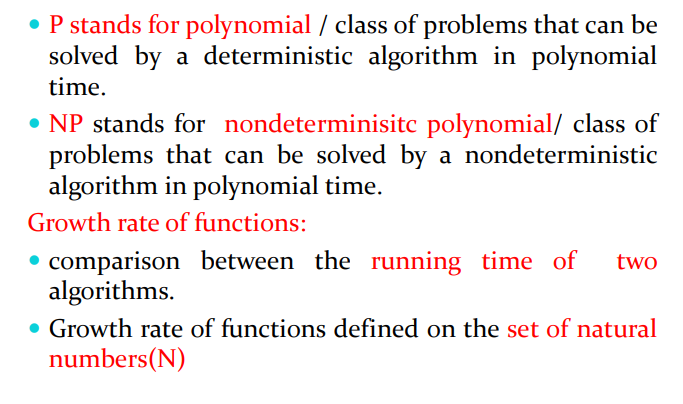 • P stands for polynomial / class of problems that can be
solved by a deterministic algorithm in polynomial
time.
• NP stands for nondeterminisitc polynomial/ class of
problems that can be solved by a nondeterministic
algorithm in polynomial time.
Growth rate of functions:
• comparison between the running time of two
algorithms.
• Growth rate of functions defined on the set of natural
numbers(N)